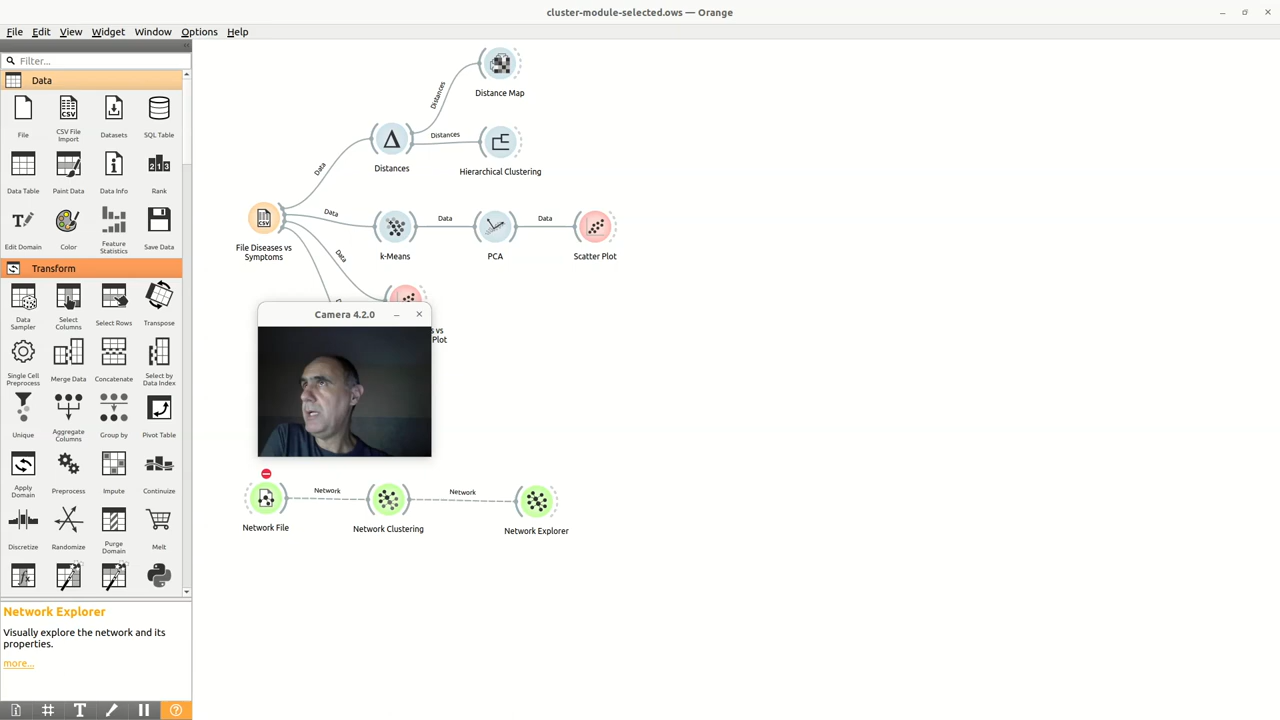 cluster-module-selected.ows — Orange
File Edit View Widget Window Options Help
Filter...
Data
File
CSV File
Import
Datasets
SQL Table
Data Table
Paint Data
Data Info
Rank
Edit Domain
Color
Feature
Statistics
Save Data
Transform
Data
Sampler
Select
Columns
Select Rows
Transpose
Single Cell
Preprocess
Merge Data
Concatenate
Select by
Data Index
Unique
Aggregate
Columns
Group by
Pivot Table
Apply
Domain
Preprocess
Impute
Continuize
Discretize
Randomize
Purge
Domain
Melt
Network Explorer
Visually explore the network and its
properties.
more...
Distances
Distance Map
Distances
Hierarchical Clustering
Data
Distances
CSV
File Diseases vs
Symptoms
Data
k-Means
Data
PCA
Data
Scatter Plot
Data
s vs
Plot
Camera 4.2.0
Network File
Network
Network Clustering
Network
Network Explorer